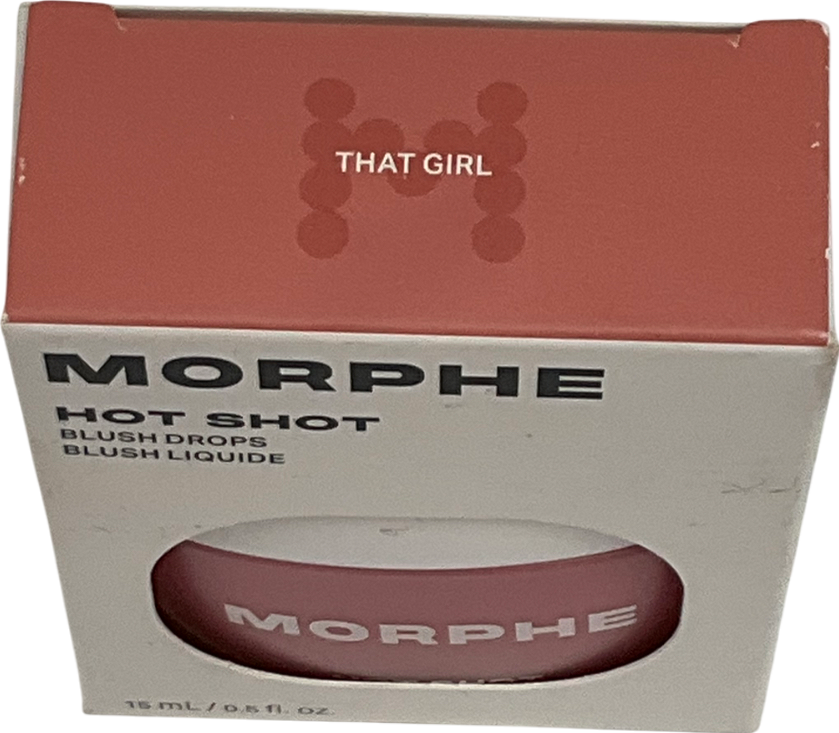 THAT GIRL
MORPHE
HOT SHOT
BLUSH DROPS
BLUSH LIQUIDE
MORPHE
15 mL / 0.5 fl. oz.